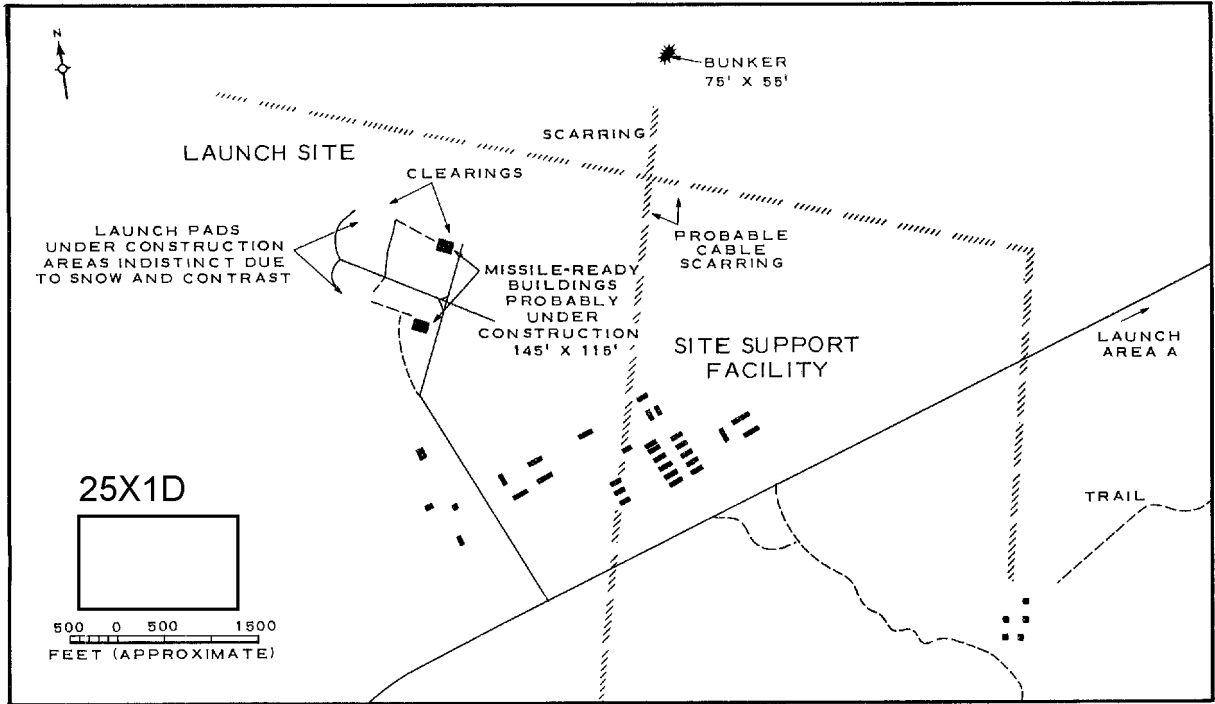 N
BUNKER
75' X 55'
SCARRING
LAUNCH SITE
CLEARINGS
LAUNCH PADS
UNDER CONSTRUCTION
AREAS INDISTINCT DUE
TO SNOW AND CONTRAST
PROBABLE
CABLE
SCARRING
MISSILE-READY
BUILDINGS
PROBABLY
UNDER
CONSTRUCTION
145' X 115'
SITE SUPPORT
FACILITY
LAUNCH
AREA A
25X1D
TRAIL
500 0 500 1500
FEET (APPROXIMATE)